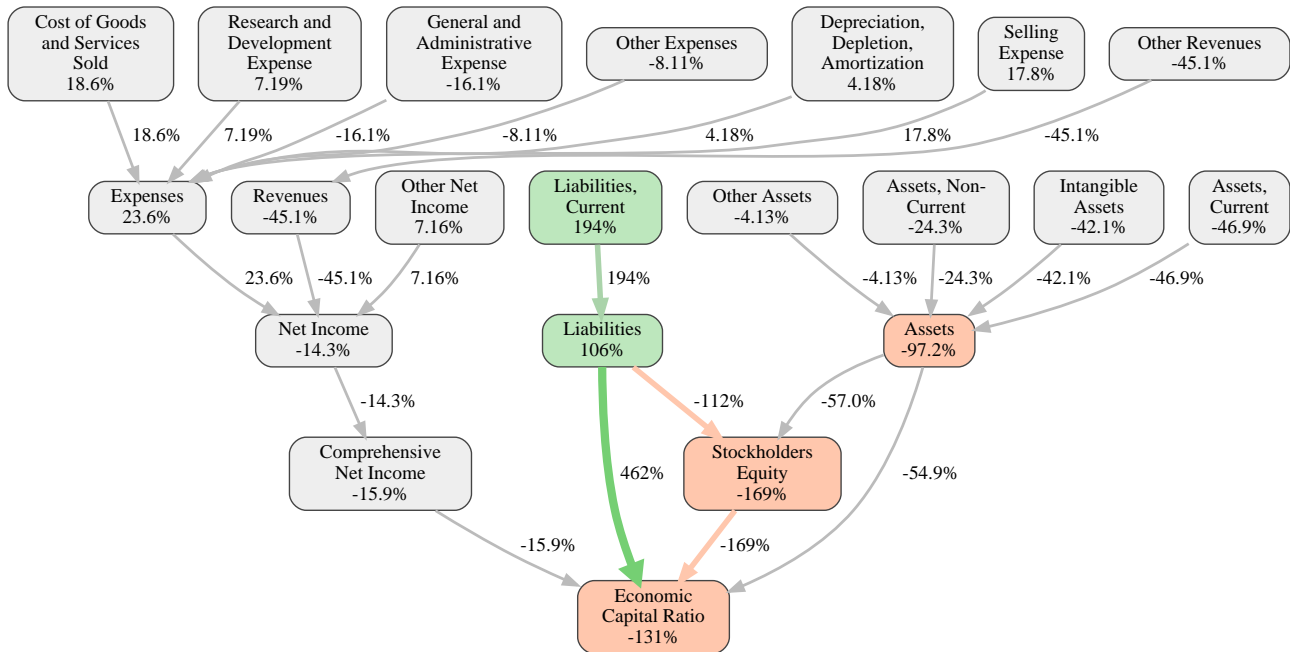 Cost of Goods
and Services
Sold
18.6%
Research and
Development
Expense
7.19%
General and
Administrative
Expense
-16.1%
Other Expenses
-8.11%
Depreciation,
Depletion,
Amortization
4.18%
Selling
Expense
17.8%
Other Revenues
-45.1%
18.6%
7.19%
-16.1%
-8.11%
4.18%
17.8%
-45.1%
Expenses
23.6%
Revenues
-45.1%
Other Net
Income
7.16%
Liabilities,
Current
194%
Other Assets
-4.13%
Assets, Non-
Current
-24.3%
Intangible
Assets
-42.1%
Assets,
Current
-46.9%
23.6%
-45.1%
7.16%
194%
-4.13%
-24.3%
-42.1%
-46.9%
Net Income
-14.3%
Liabilities
106%
Assets
-97.2%
-14.3%
-112%
-57.0%
Comprehensive
Net Income
-15.9%
462%
Stockholders
Equity
-169%
-54.9%
-15.9%
-169%
Economic
Capital Ratio
-131%